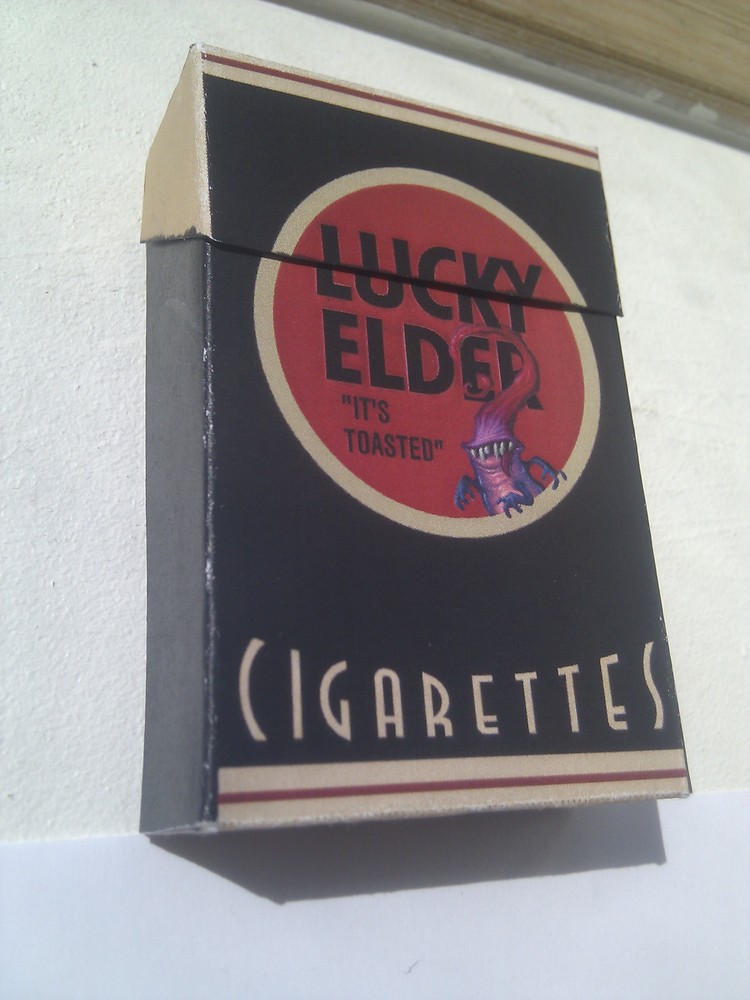 LUCKY
ELDER
"IT'S
TOASTED"
CIGARETTES